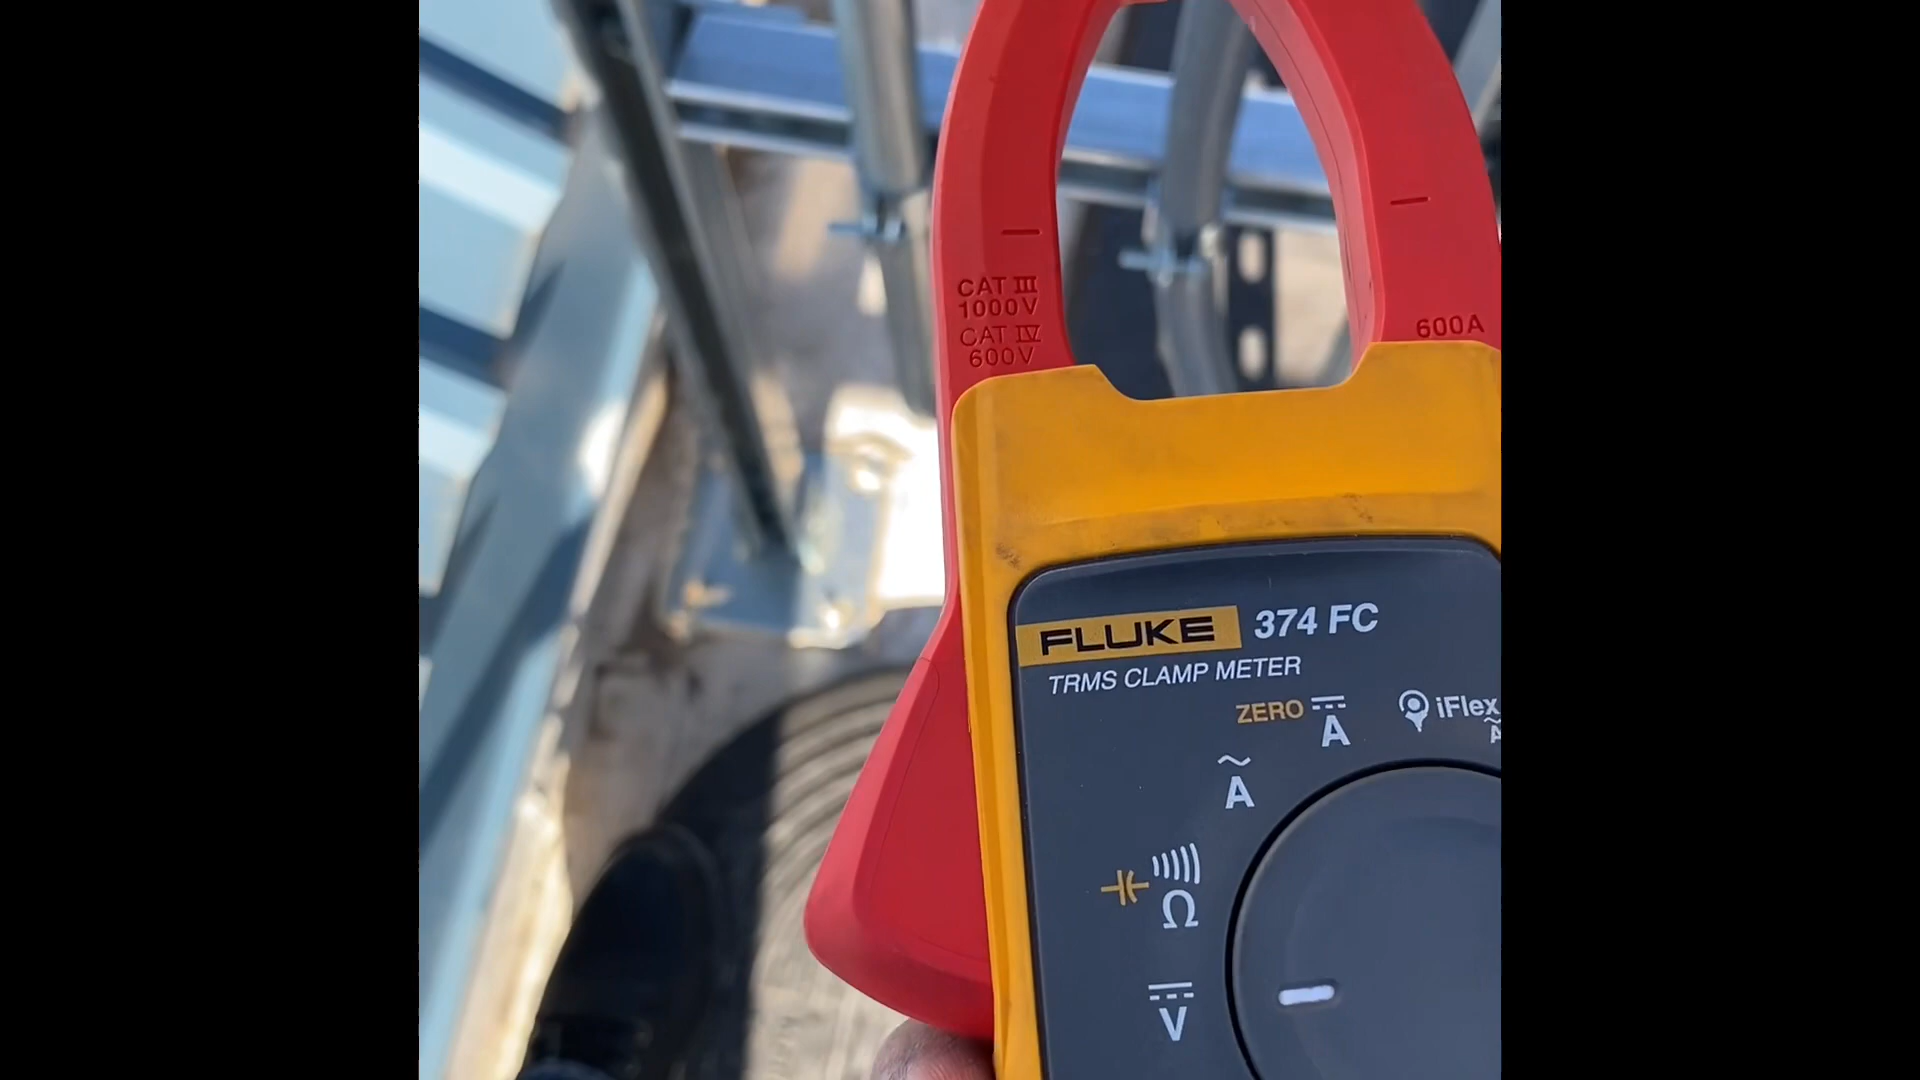 CAT III
1000V
CAT IV
600V
600A
FLUKE 374 FC
TRMS CLAMP METER
ZERO A
iFlex
A
A
Ω
V